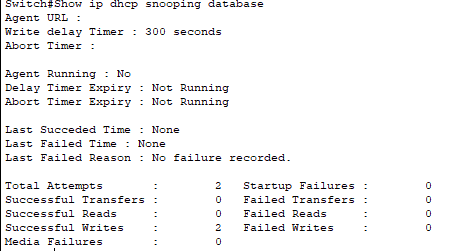 Switch#Show ip dhcp snooping database
Agent URL :
Write delay Timer : 300 seconds
Abort Timer :
Agent Running : No
Delay Timer Expiry : Not Running
Abort Timer Expiry : Not Running
Last Succeded Time : None
Last Failed Time : None
Last Failed Reason : No failure recorded.
Total Attempts : 2 Startup Failures : 0
Successful Transfers : 0 Failed Transfers : 0
Successful Reads : 0 Failed Reads : 0
Successful Writes : 2 Failed Writes : 0
Media Failures : 0